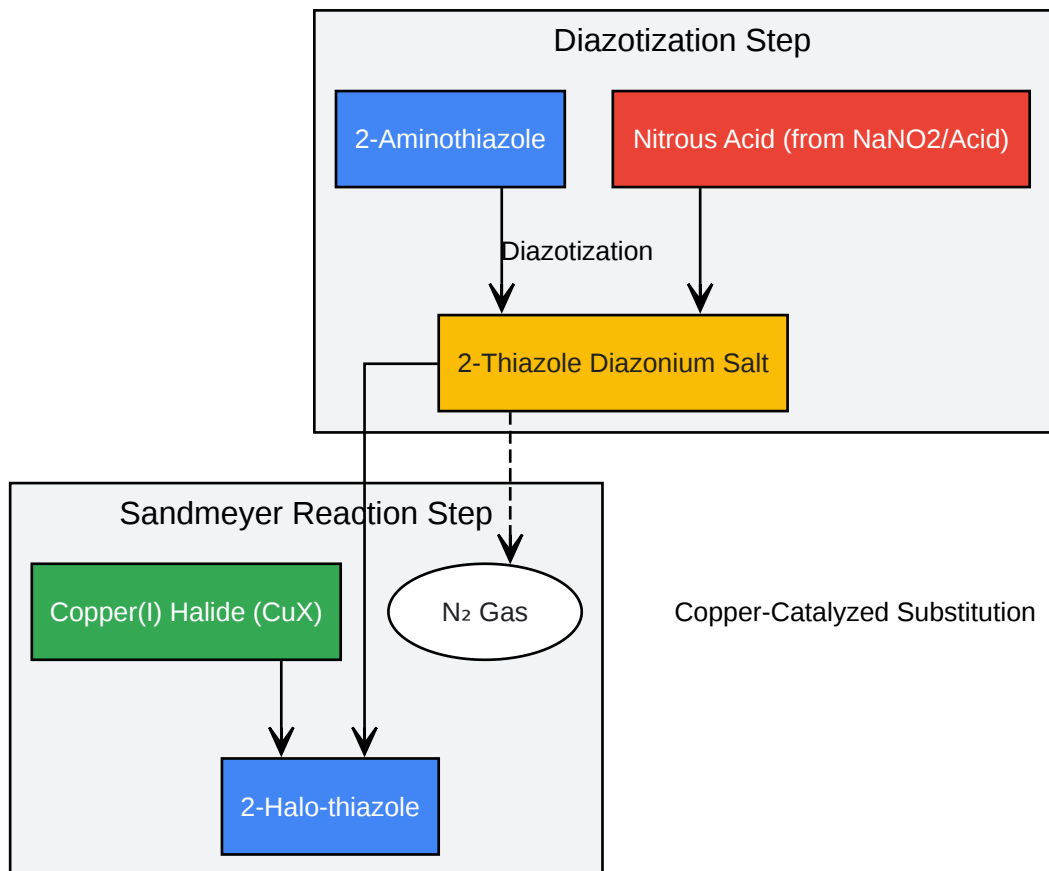 Diazotization Step
2-Aminothiazole
Nitrous Acid (from NaNO2/Acid)
Diazotization
2-Thiazole Diazonium Salt
Sandmeyer Reaction Step
Copper(I) Halide (CuX)
N₂ Gas
Copper-Catalyzed Substitution
2-Halo-thiazole